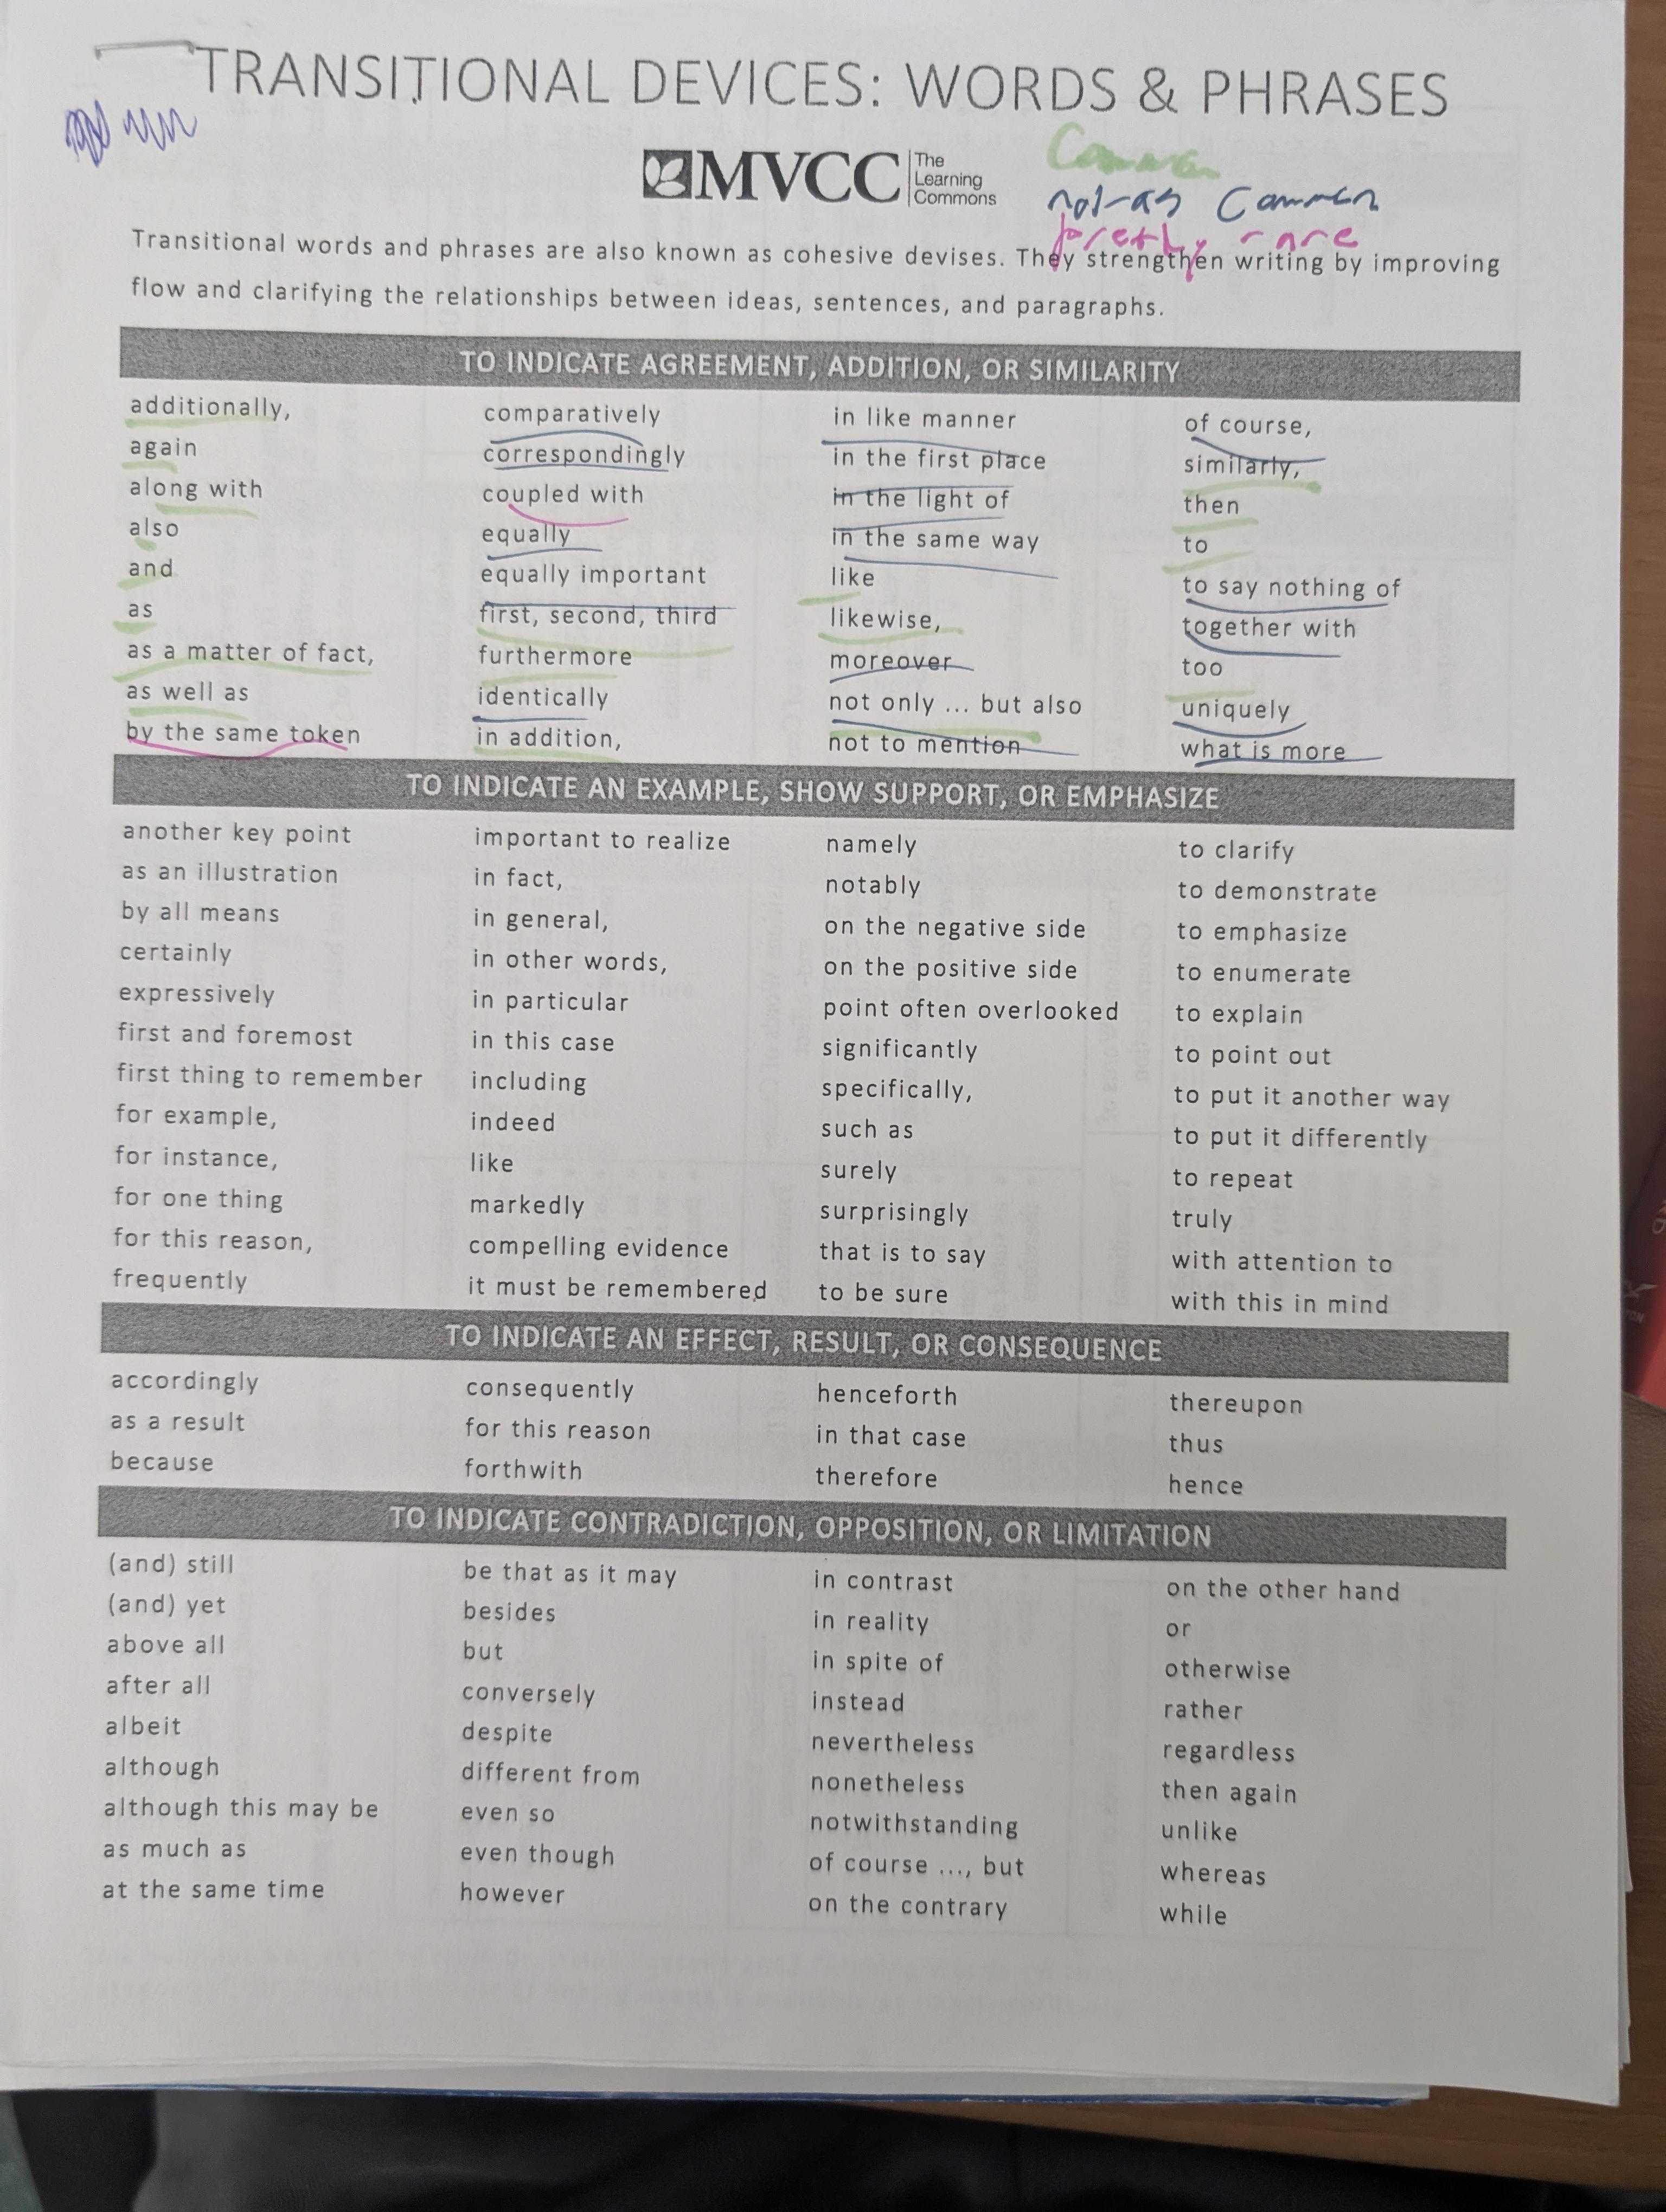 TRANSITIONAL DEVICES: WORDS & PHRASES
MVCC The Learning Commons
Common
not-as Common
pretty rare
Transitional words and phrases are also known as cohesive devises. They strengthen writing by improving
flow and clarifying the relationships between ideas, sentences, and paragraphs.
TO INDICATE AGREEMENT, ADDITION, OR SIMILARITY
additionally, comparatively in like manner of course,
again correspondingly in the first place similarly,
along with coupled with in the light of then
also equally in the same way to
and equally important like to say nothing of
as first, second, third likewise, together with
as a matter of fact, furthermore moreover too
as well as identically not only ... but also uniquely
by the same token in addition, not to mention what is more
TO INDICATE AN EXAMPLE, SHOW SUPPORT, OR EMPHASIZE
another key point important to realize namely to clarify
as an illustration in fact, notably to demonstrate
by all means in general, on the negative side to emphasize
certainly in other words, on the positive side to enumerate
expressively in particular point often overlooked to explain
first and foremost in this case significantly to point out
first thing to remember including specifically, to put it another way
for example, indeed such as to put it differently
for instance, like surely to repeat
for one thing markedly surprisingly truly
for this reason, compelling evidence that is to say with attention to
frequently it must be remembered to be sure with this in mind
TO INDICATE AN EFFECT, RESULT, OR CONSEQUENCE
accordingly consequently henceforth thereupon
as a result for this reason in that case thus
because forthwith therefore hence
TO INDICATE CONTRADICTION, OPPOSITION, OR LIMITATION
(and) still be that as it may in contrast on the other hand
(and) yet besides in reality or
above all but in spite of otherwise
after all conversely instead rather
albeit despite nevertheless regardless
although different from nonetheless then again
although this may be even so notwithstanding unlike
as much as even though of course ..., but whereas
at the same time however on the contrary while